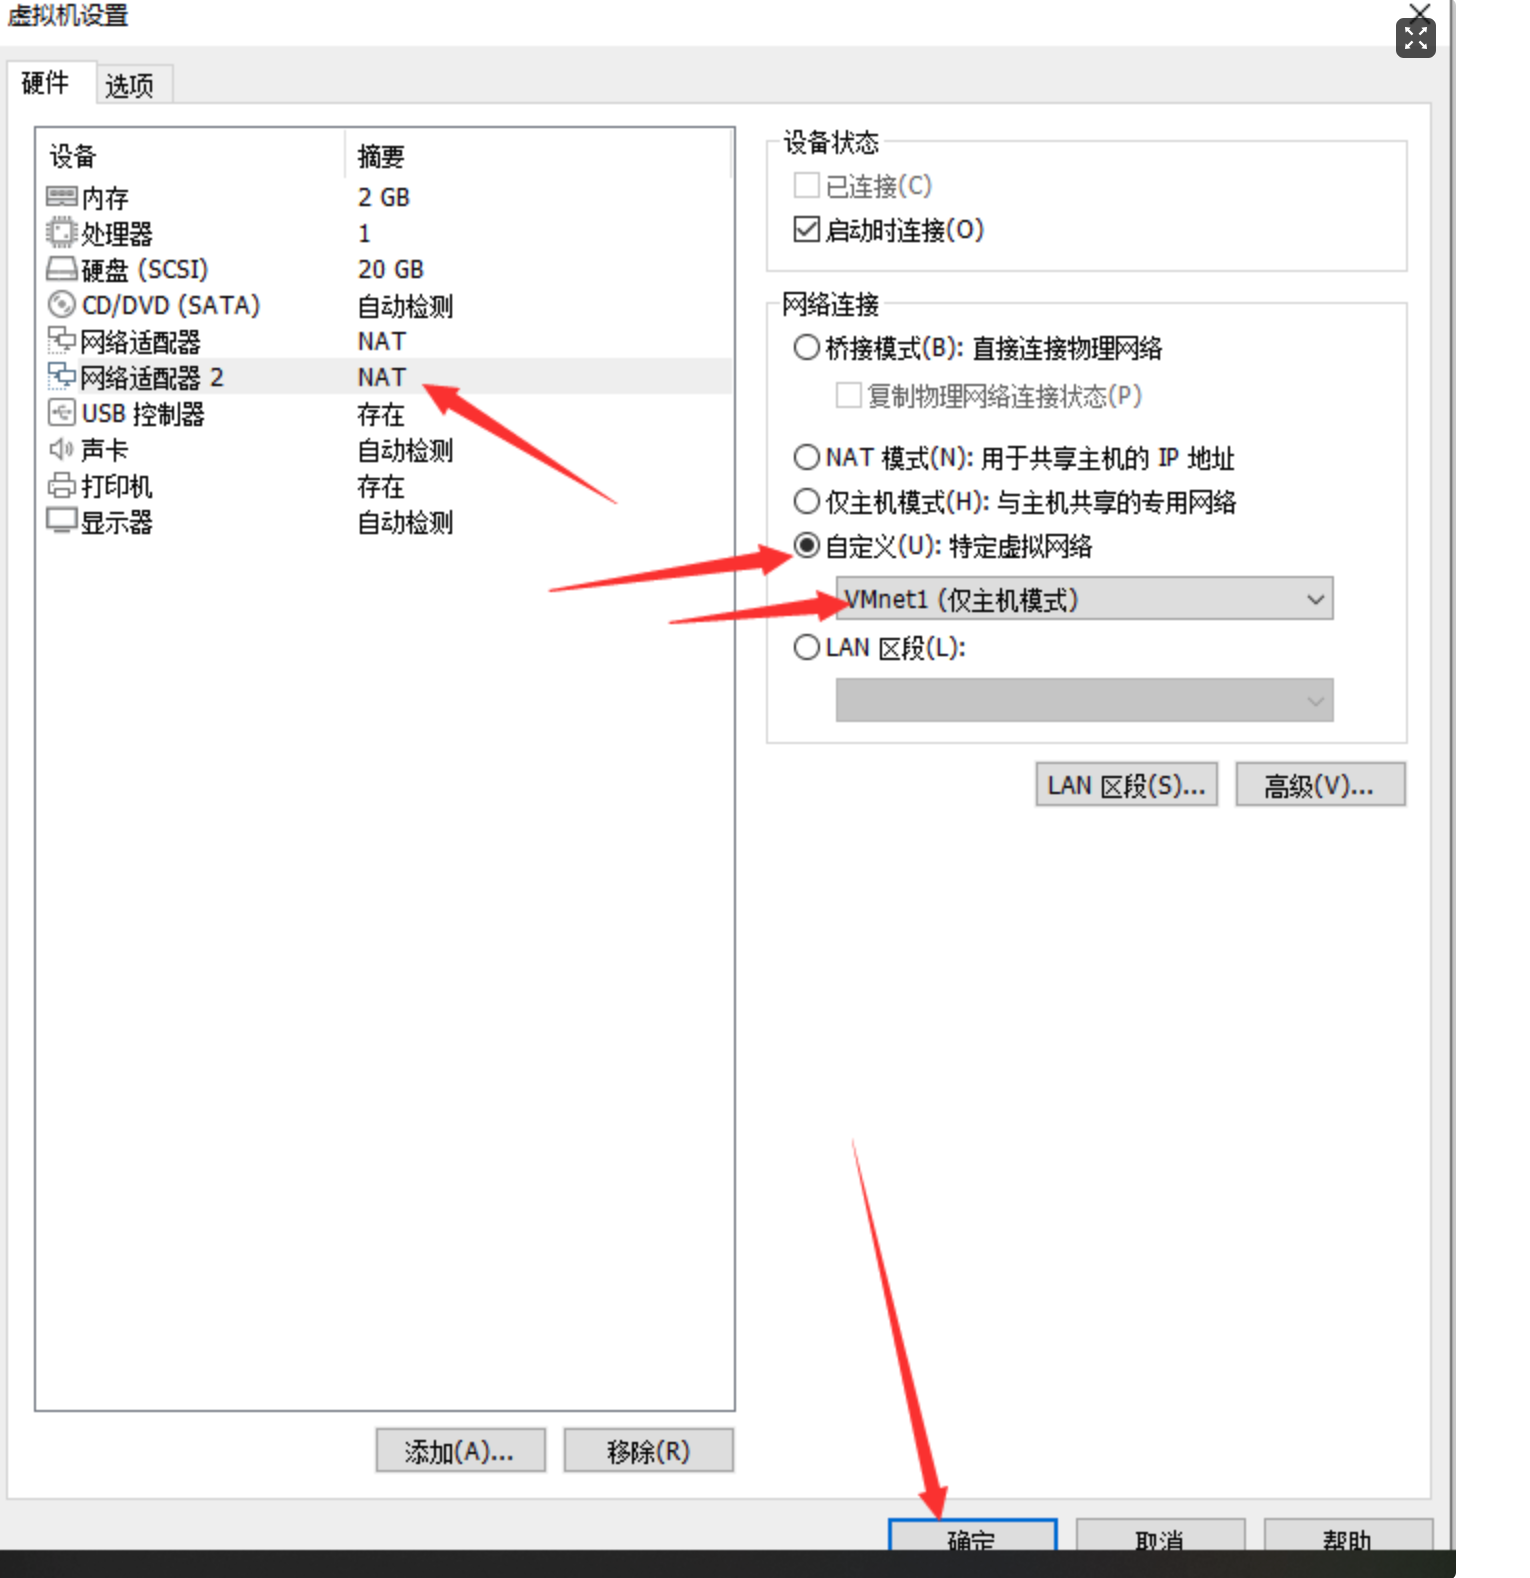 虚拟机设置
硬件
选项
设备 摘要
内存 2 GB
处理器 1
硬盘 (SCSI) 20 GB
CD/DVD (SATA) 自动检测
网络适配器 NAT
网络适配器 2 NAT
USB 控制器 存在
声卡 自动检测
打印机 存在
显示器 自动检测
添加(A)...
移除(R)
设备状态
已连接(C)
启动时连接(O)
网络连接
桥接模式(B): 直接连接物理网络
复制物理网络连接状态(P)
NAT 模式(N): 用于共享主机的 IP 地址
仅主机模式(H): 与主机共享的专用网络
自定义(U): 特定虚拟网络
VMnet1 (仅主机模式)
LAN 区段(L):
LAN 区段(S)...
高级(V)...
确定
取消
帮助